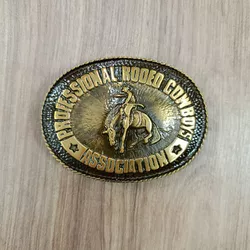 PROFESSIONAL RODEO COWBOYS
ASSOCIATION